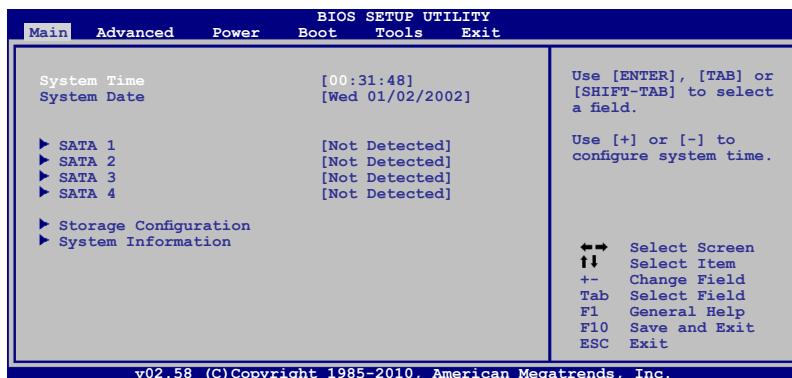 BIOS SETUP UTILITY
Main Advanced Power Boot Tools Exit
System Time [00:31:48]
System Date [Wed 01/02/2002]
SATA 1 [Not Detected]
SATA 2 [Not Detected]
SATA 3 [Not Detected]
SATA 4 [Not Detected]
Storage Configuration
System Information
Use [ENTER], [TAB] or
[SHIFT-TAB] to select
a field.
Use [+] or [-] to
configure system time.
Select Screen
Select Item
+- Change Field
Tab Select Field
F1 General Help
F10 Save and Exit
ESC Exit
v02.58 (C)Copyright 1985-2010, American Megatrends, Inc.